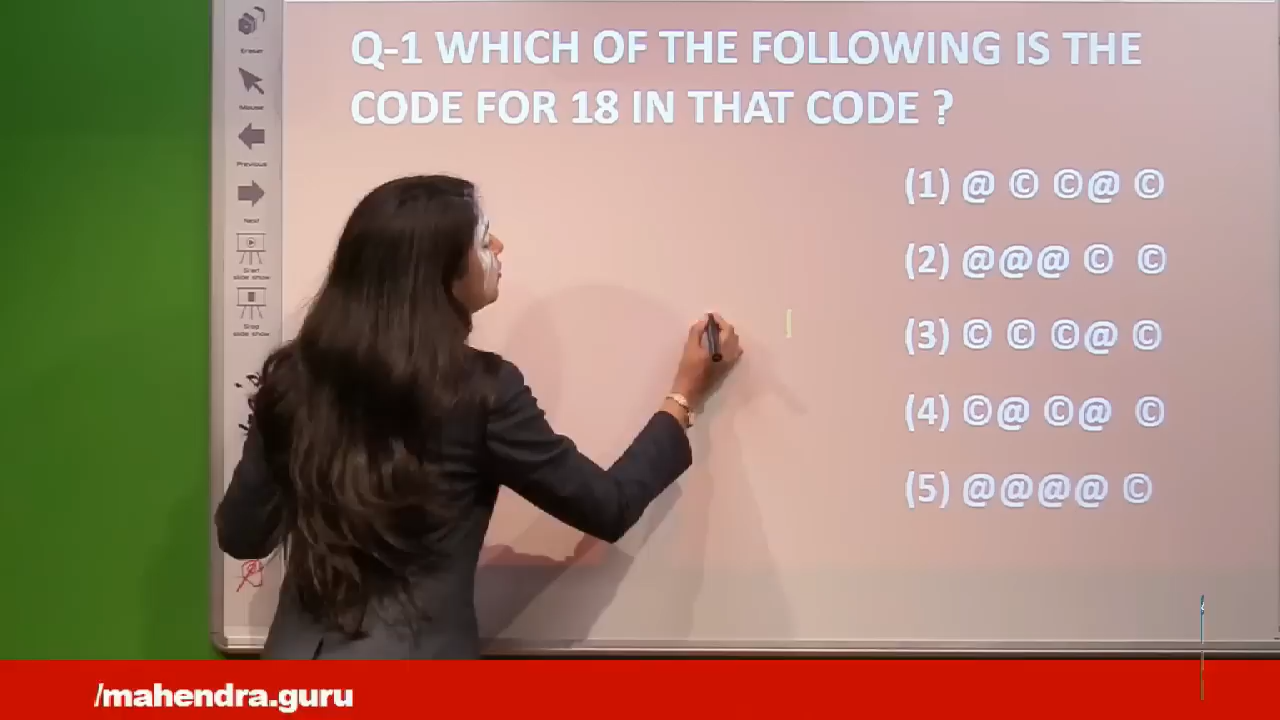 Q-1 WHICH OF THE FOLLOWING IS THE
CODE FOR 18 IN THAT CODE ?
(1) @ © ©@ ©
(2) @@@ © ©
(3) © © ©@ ©
(4) ©@ ©@ ©
(5) @@@@ ©
Eraser
Mouse
Previous
Next
Start
slide show
Stop
slide show
/mahendra.guru